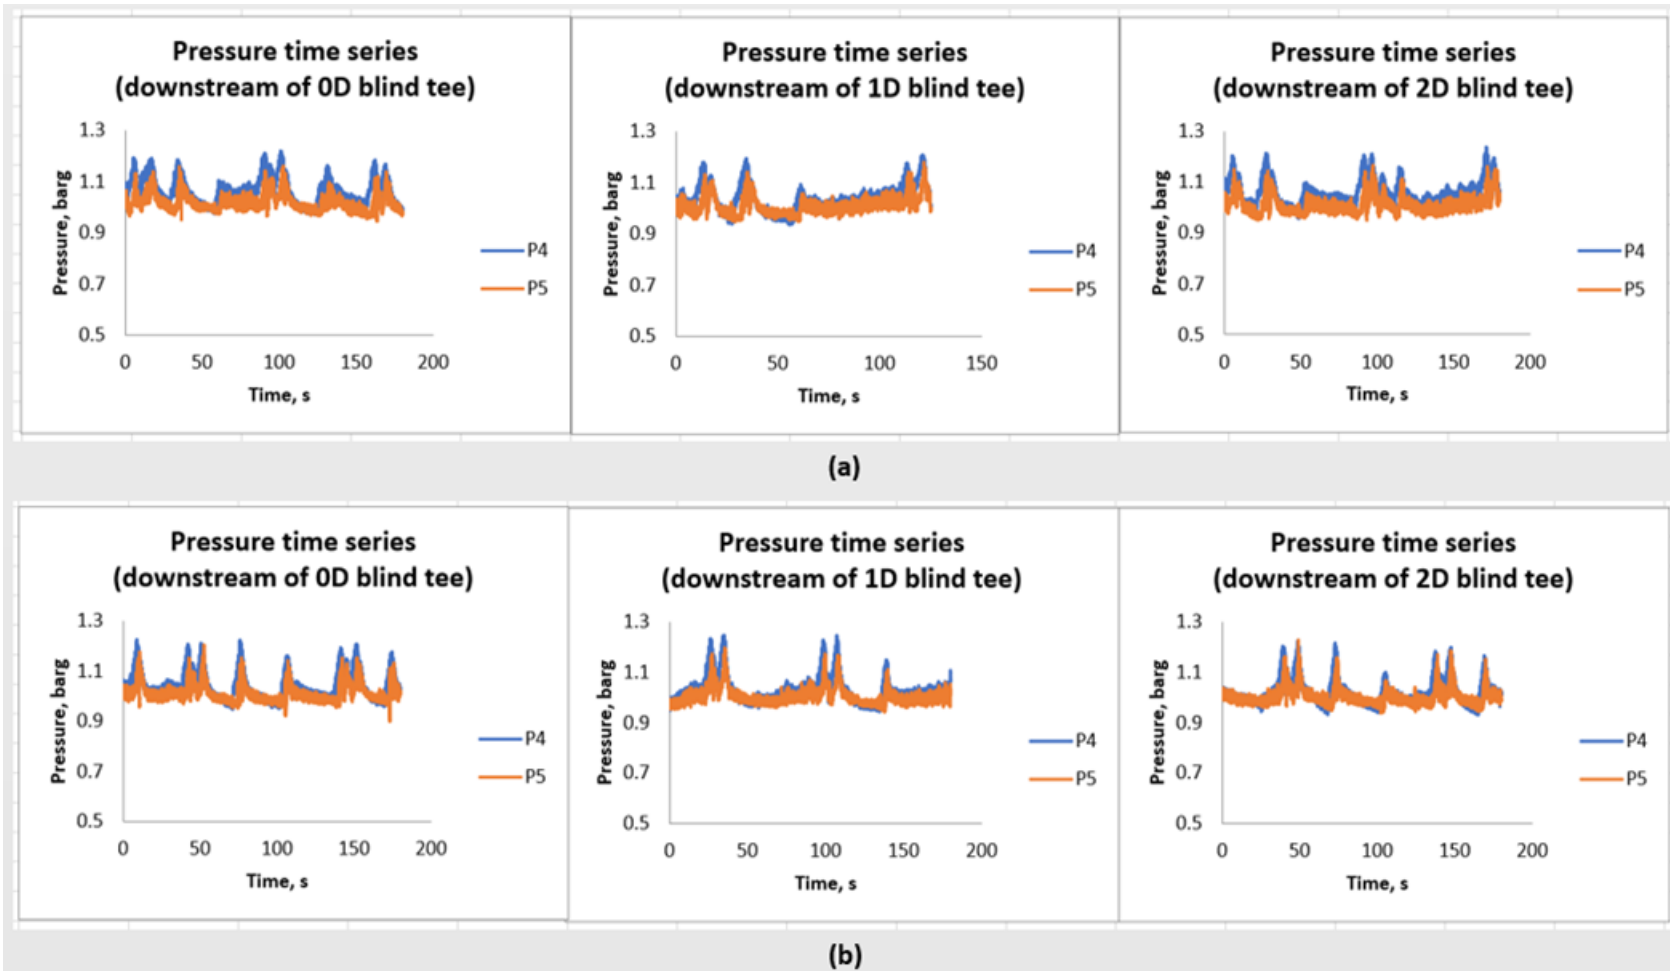 Pressure time series
(downstream of 0D blind tee)
1.3
1.1
0.9
0.7
0.5
Pressure, barg
P4
P5
0 50 100 150 200
Time, s
Pressure time series
(downstream of 1D blind tee)
1.3
1.1
0.9
0.7
0.5
Pressure, barg
P4
P5
0 50 100 150
Time, s
Pressure time series
(downstream of 2D blind tee)
1.3
1.1
0.9
0.7
0.5
Pressure, barg
P4
P5
0 50 100 150 200
Time, s
(a)
Pressure time series
(downstream of 0D blind tee)
1.3
1.1
0.9
0.7
0.5
Pressure, barg
P4
P5
0 50 100 150 200
Time, s
Pressure time series
(downstream of 1D blind tee)
1.3
1.1
0.9
0.7
0.5
Pressure, barg
P4
P5
0 50 100 150 200
Time, s
Pressure time series
(downstream of 2D blind tee)
1.3
1.1
0.9
0.7
0.5
Pressure, barg
P4
P5
0 50 100 150 200
Time, s
(b)